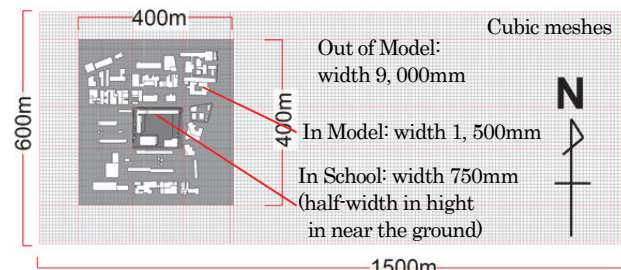 400m
Cubic meshes
Out of Model:
width 9, 000mm
N
600m
400m
In Model: width 1, 500mm
In School: width 750mm
(half-width in hight
in near the ground)
1500m